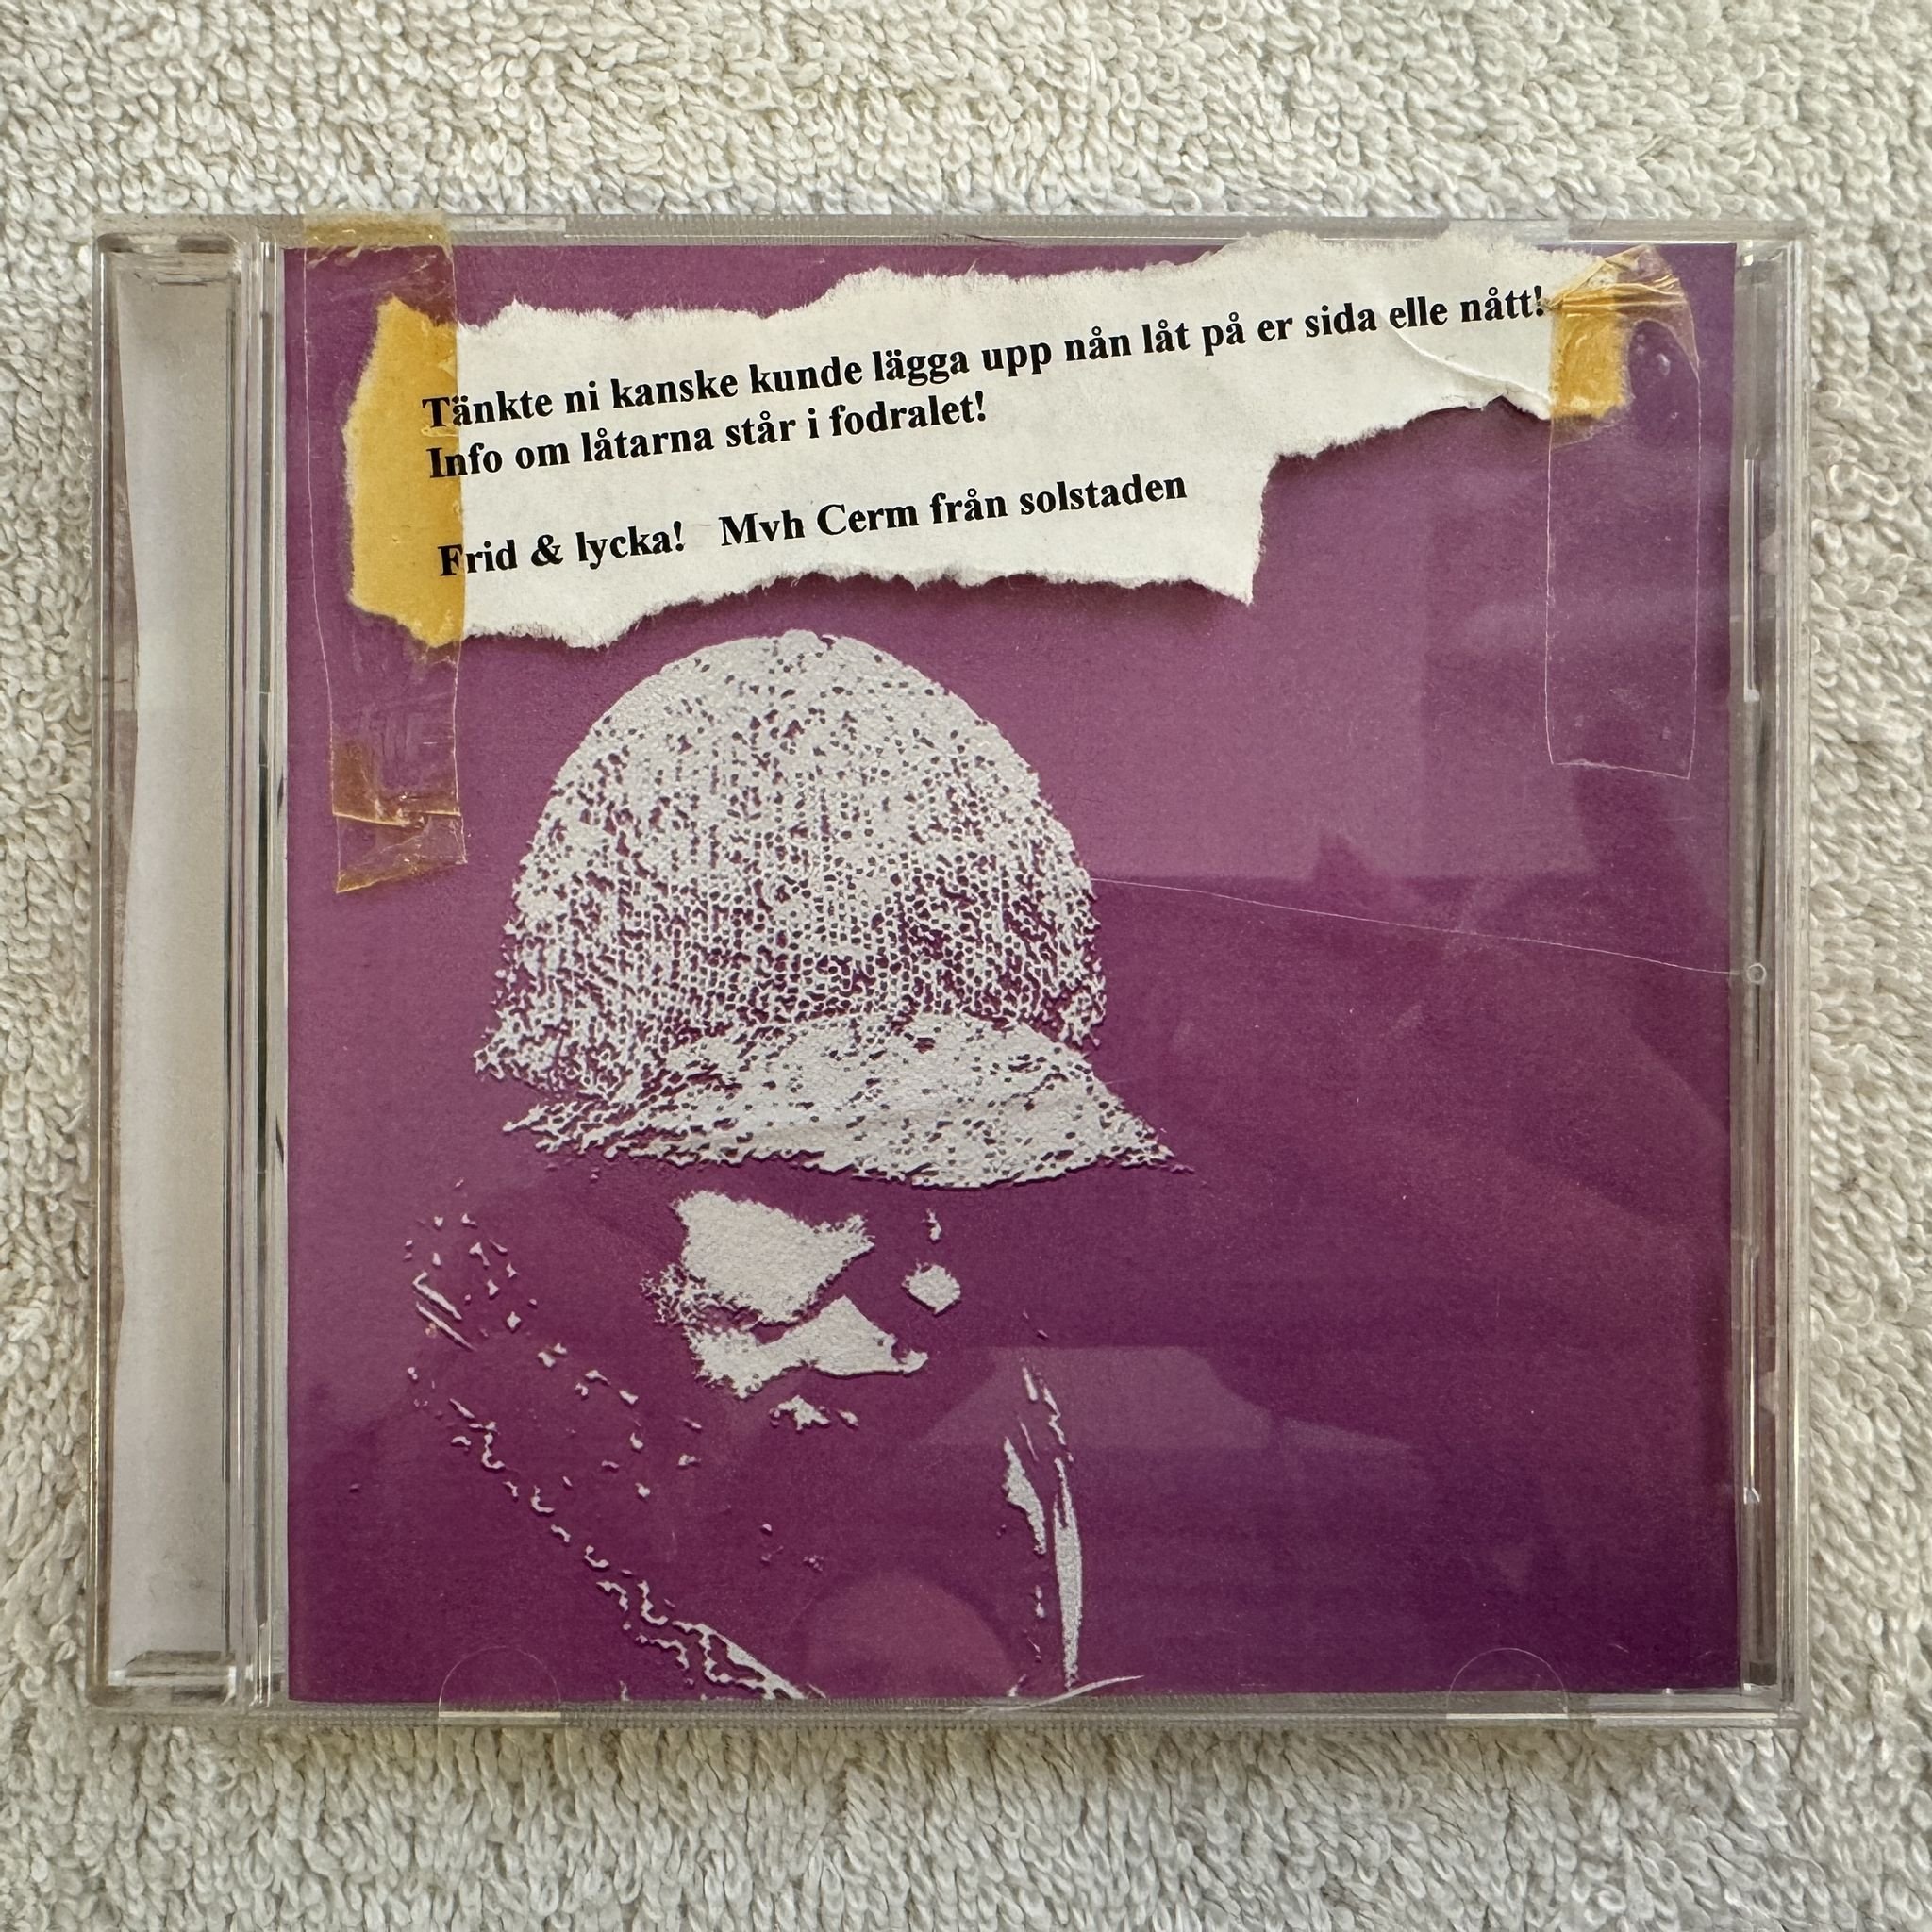 Tänkte ni kanske kunde lägga upp nån låt på er sida elle nått!
Info om låtarna står i fodralet!
Frid & lycka! Mvh Cerm från solstaden